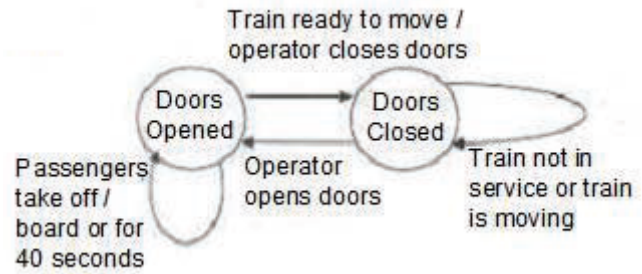 Train ready to move /
operator closes doors
Doors
Opened
Doors
Closed
Passengers
take off /
board or for
40 seconds
Operator
opens doors
Train not in
service or train
is moving